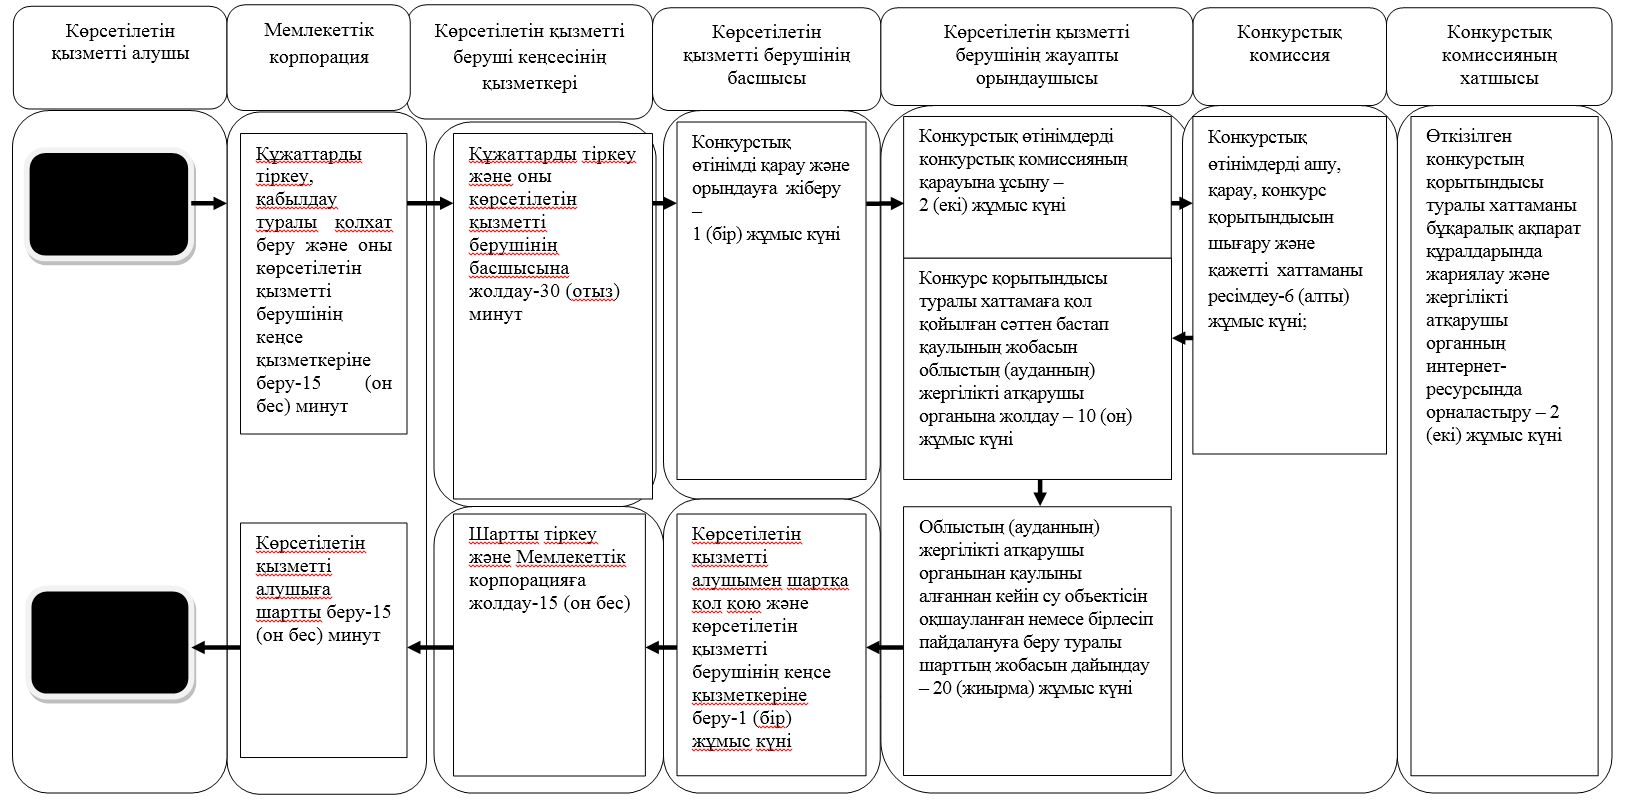 Көрсетілетін
қызметті алушы
Мемлекеттік
корпорация
Көрсетілетін қызметті
беруші кеңсесінің
қызметкері
Көрсетілетін
қызметті берушінің
басшысы
Көрсетілетін қызметті
берушінің жауапты
орындаушысы
Конкурстық
комиссия
Конкурстық
комиссияның
хатшысы
Құжаттарды
тіркеу,
қабылдау
туралы қолхат
беру және оны
көрсетілетін
қызметті
берушінің
кеңсе
қызметкеріне
беру-15 (он
бес) минут
Құжаттарды тіркеу
және оны
көрсетілетін
қызметті
берушінің
басшысына
жолдау-30 (отыз)
минут
Конкурстық
өтінімді қарау және
орындауға жіберу
–
1 (бір) жұмыс күні
Конкурстық өтінімдерді
конкурстық комиссияның
қарауына ұсыну –
2 (екі) жұмыс күні
Конкурс қорытындысы
туралы хаттамаға қол
қойылған сәттен бастап
қаулының жобасын
облыстың (ауданның)
жергілікті атқарушы
органына жолдау – 10 (он)
жұмыс күні
Конкурстық
өтінімдерді ашу,
қарау, конкурс
қорытындысын
шығару және
қажетті хаттаманы
ресімдеу-6 (алты)
жұмыс күні;
Өткізілген
конкурстың
қорытындысы
туралы хаттаманы
бұқаралық ақпарат
құралдарында
жариялау және
жергілікті
атқарушы
органның
интернет-
ресурсында
орналастыру – 2
(екі) жұмыс күні
Көрсетілетін
қызметті
алушыға
шартты беру-15
(он бес) минут
Шартты тіркеу
және Мемлекеттік
корпорацияға
жолдау-15 (он бес)
Көрсетілетін
қызметті
алушымен шартқа
қол қою және
көрсетілетін
қызметті
берушінің кеңсе
қызметкеріне
беру-1 (бір)
жұмыс күні
Облыстың (ауданның)
жергілікті атқарушы
органынан қаулыны
алғаннан кейін су объектісін
оқшауланған немесе бірлесіп
пайдалануға беру туралы
шарттың жобасын дайындау
– 20 (жиырма) жұмыс күні